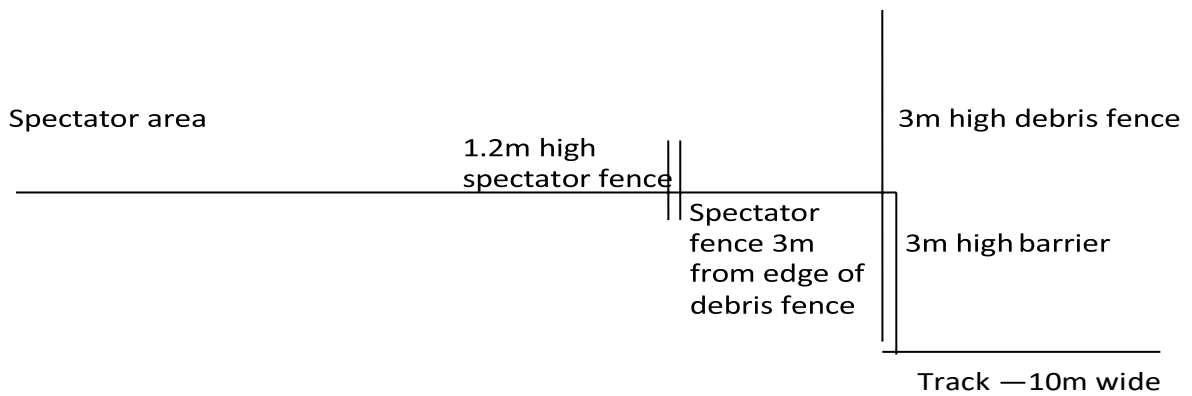 Spectator area
3m high debris fence
1.2m high
spectator fence
Spectator
fence 3m
from edge of
debris fence
3m high barrier
Track —10m wide